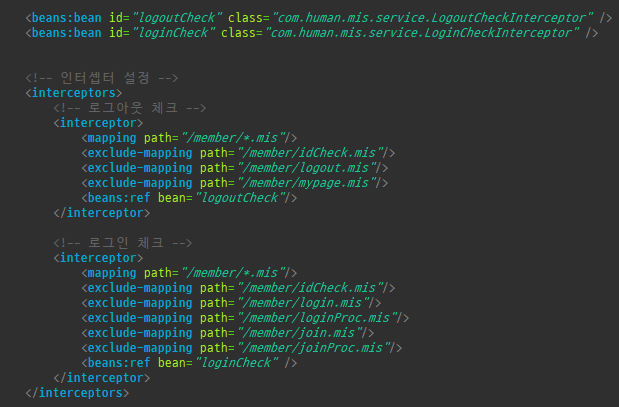 <beans:bean id="logoutCheck" class="com.human.mis.service.LogoutCheckInterceptor" />
<beans:bean id="loginCheck" class="com.human.mis.service.LoginCheckInterceptor" />
<!-- 인터셉터 설정 -->
<interceptors>
<!-- 로그아웃 체크 -->
<interceptor>
<mapping path="/member/*.mis"/>
<exclude-mapping path="/member/idCheck.mis"/>
<exclude-mapping path="/member/logout.mis"/>
<exclude-mapping path="/member/mypage.mis"/>
<beans:ref bean="logoutCheck"/>
</interceptor>
<!-- 로그인 체크 -->
<interceptor>
<mapping path="/member/*.mis"/>
<exclude-mapping path="/member/idCheck.mis"/>
<exclude-mapping path="/member/login.mis"/>
<exclude-mapping path="/member/loginProc.mis"/>
<exclude-mapping path="/member/join.mis"/>
<exclude-mapping path="/member/joinProc.mis"/>
<beans:ref bean="loginCheck" />
</interceptor>
</interceptors>